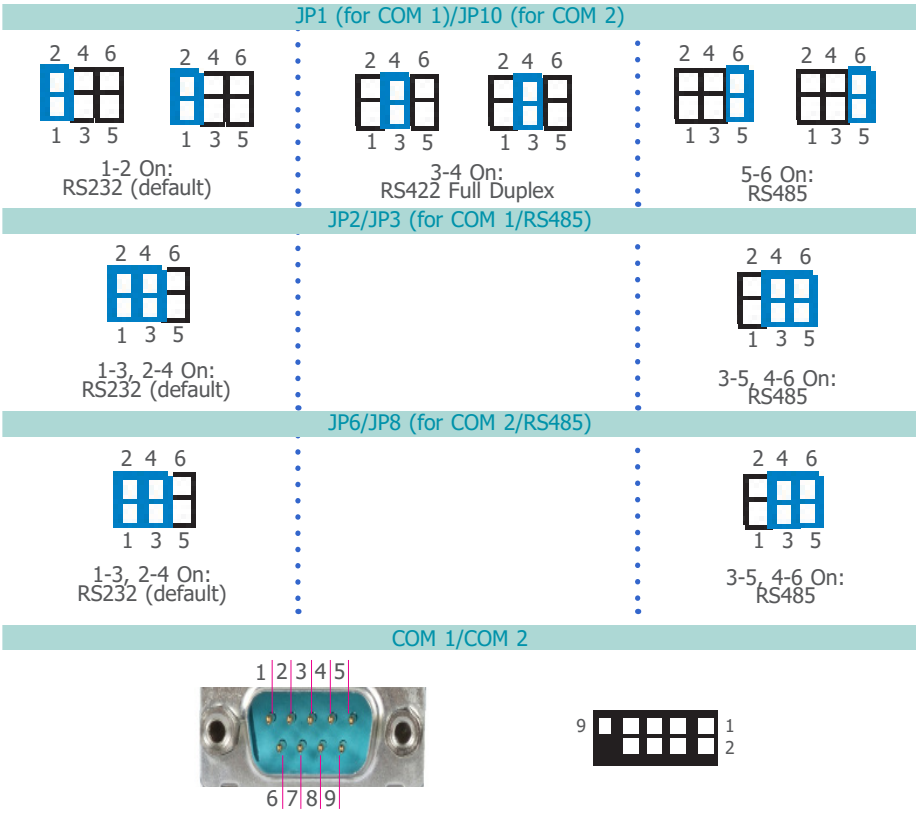 JP1 (for COM 1)/JP10 (for COM 2)
2 4 6
2 4 6
2 4 6
2 4 6
2 4 6
2 4 6
1 3 5
1 3 5
1 3 5
1 3 5
1 3 5
1 3 5
1-2 On:
RS232 (default)
3-4 On:
RS422 Full Duplex
5-6 On:
RS485
JP2/JP3 (for COM 1/RS485)
2 4 6
2 4 6
1 3 5
1 3 5
1-3, 2-4 On:
RS232 (default)
3-5, 4-6 On:
RS485
JP6/JP8 (for COM 2/RS485)
2 4 6
2 4 6
1 3 5
1 3 5
1-3, 2-4 On:
RS232 (default)
3-5, 4-6 On:
RS485
COM 1/COM 2
1 2 3 4 5
6 7 8 9
9 1
2